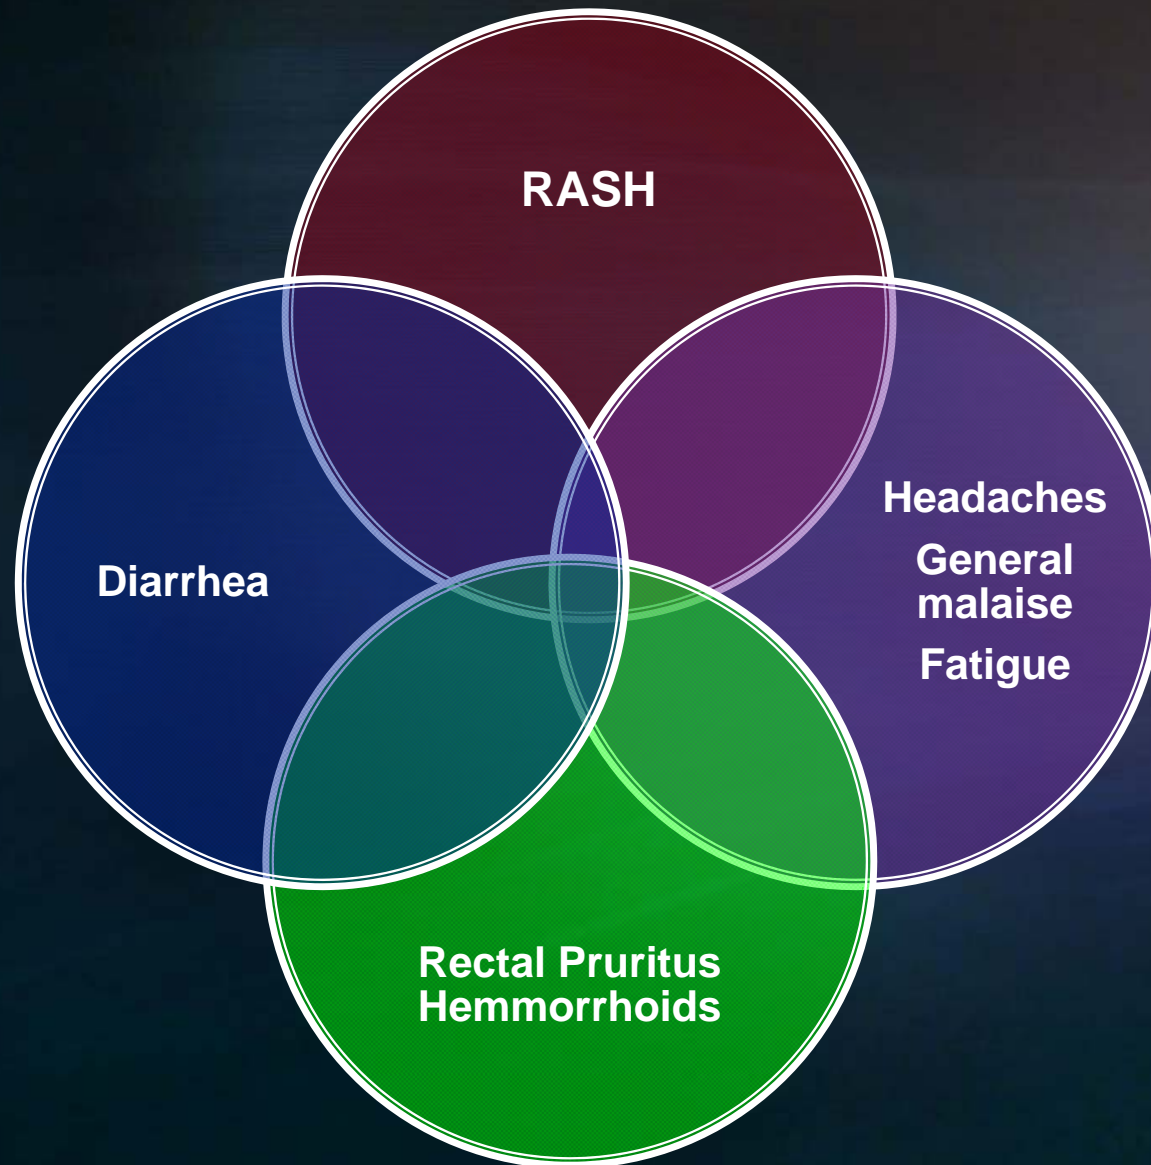 RASH
Diarrhea
Headaches
General
malaise
Fatigue
Rectal Pruritus
Hemmorrhoids